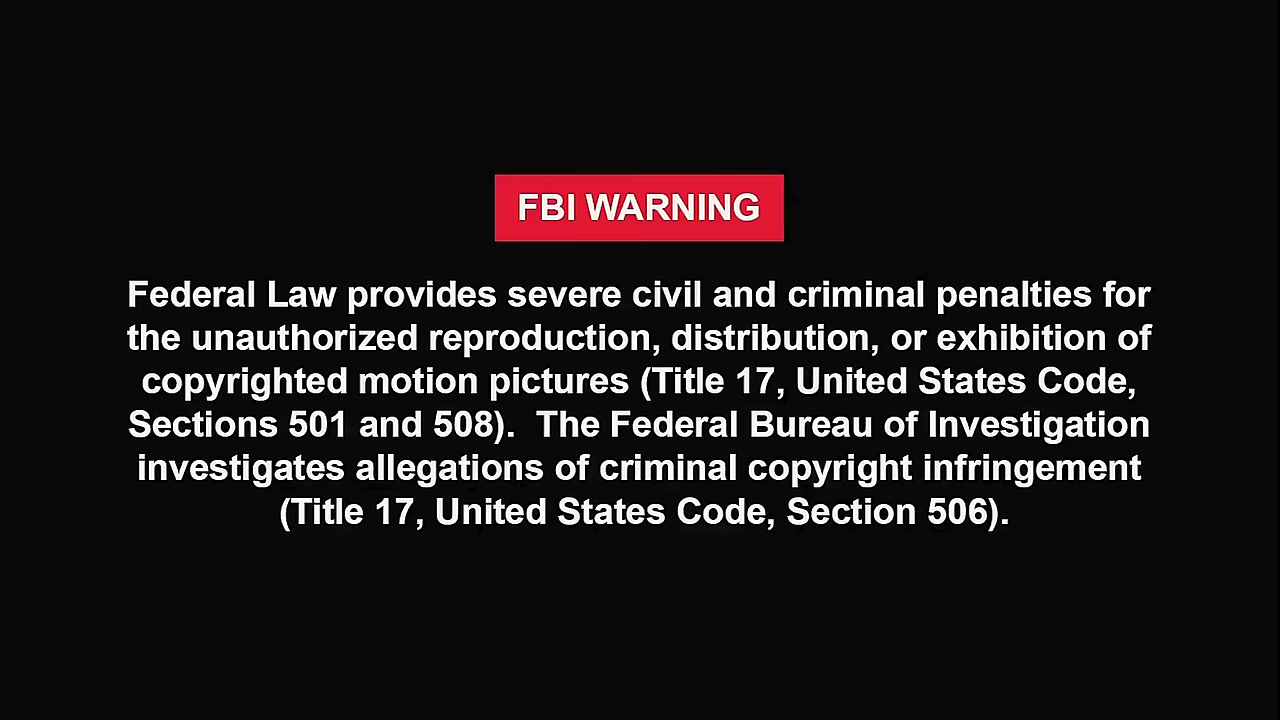 FBI WARNING
Federal Law provides severe civil and criminal penalties for
the unauthorized reproduction, distribution, or exhibition of
copyrighted motion pictures (Title 17, United States Code,
Sections 501 and 508).  The Federal Bureau of Investigation
investigates allegations of criminal copyright infringement
(Title 17, United States Code, Section 506).